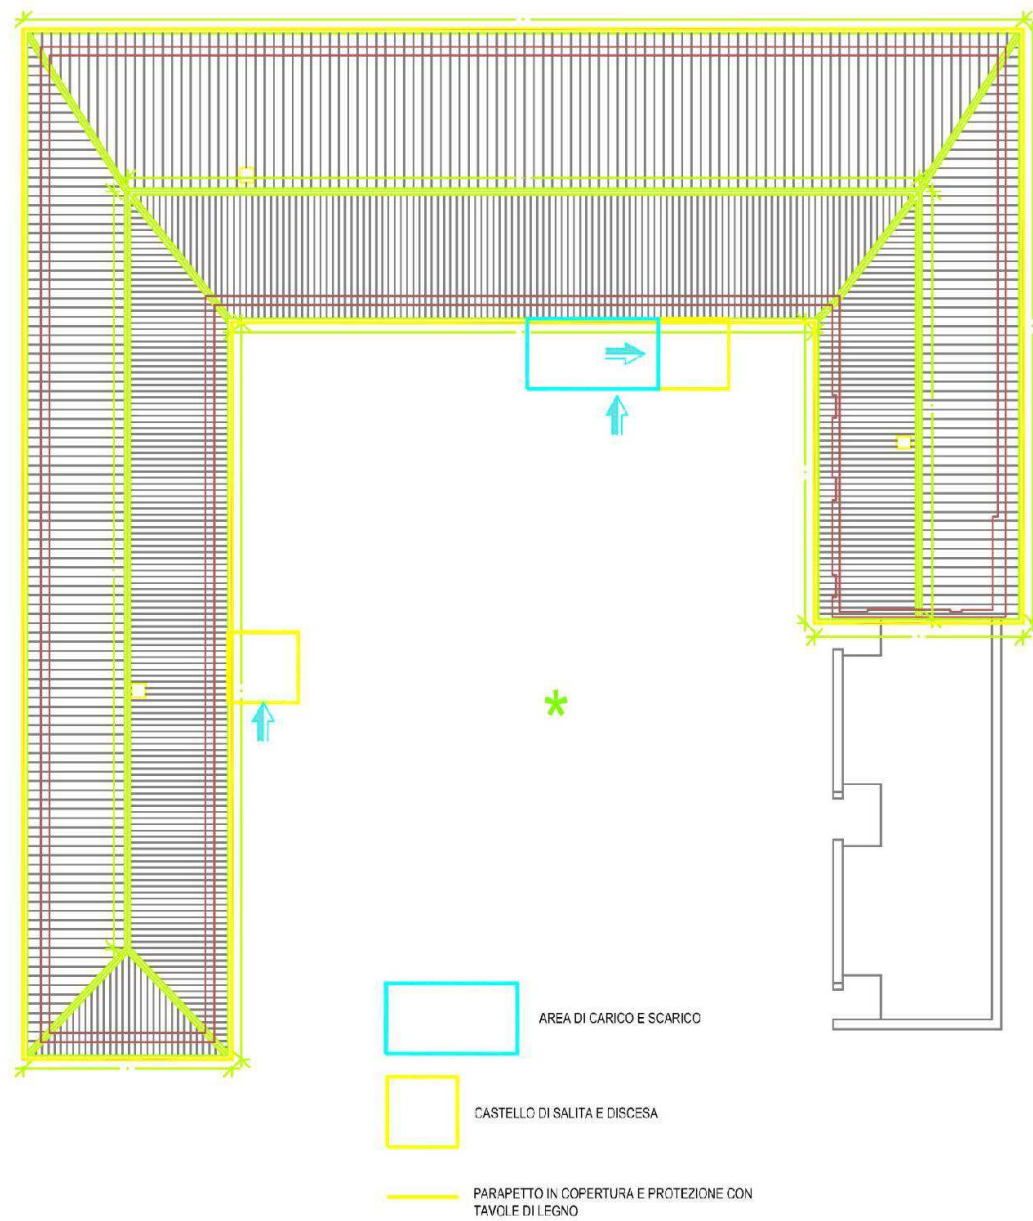 AREA DI CARICO E SCARICO
CASTELLO DI SALITA E DISCESA
PARAPETTO IN COPERTURA E PROTEZIONE CON
TAVOLE DI LEGNO